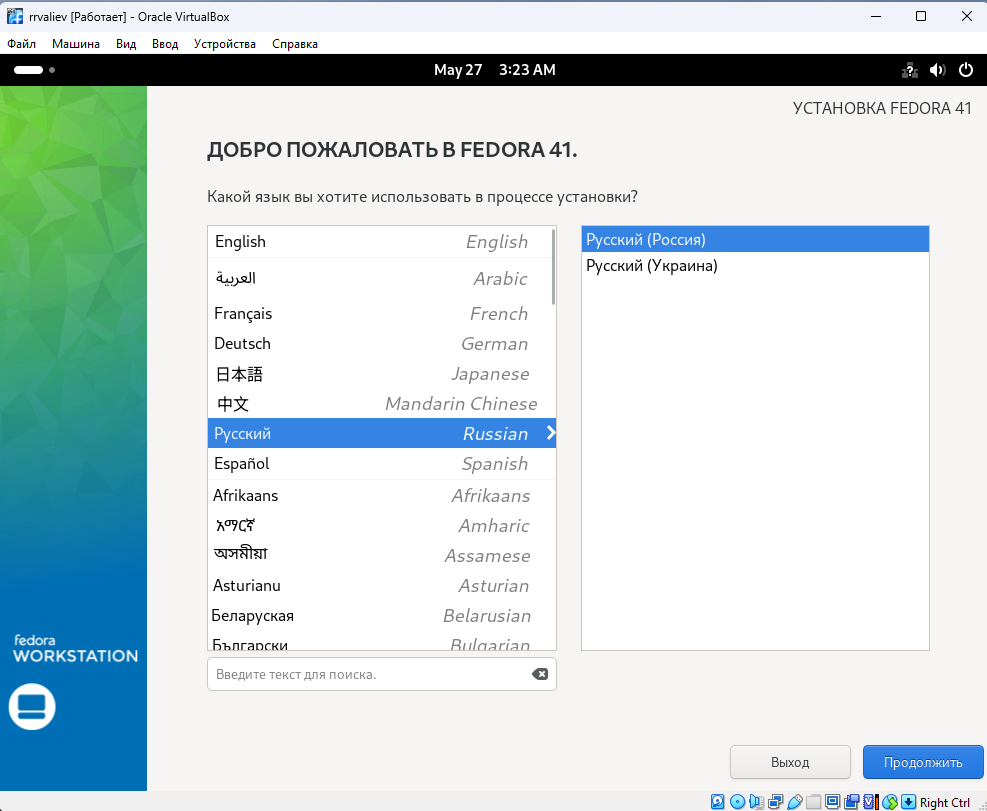 rrvaliev [Работает] - Oracle VirtualBox
Файл Машина Вид Ввод Устройства Справка
May 27 3:23 AM
УСТАНОВКА FEDORA 41
ДОБРО ПОЖАЛОВАТЬ В FEDORA 41.
Какой язык вы хотите использовать в процессе установки?
English English
العربية Arabic
Français French
Deutsch German
日本語 Japanese
中文 Mandarin Chinese
Русский Russian
Español Spanish
Afrikaans Afrikaans
አማርኛ Amharic
অসমীয়া Assamese
Asturianu Asturian
Беларуская Belarusian
Български Bulgarian
Русский (Россия)
Русский (Украина)
Введите текст для поиска.
fedora
WORKSTATION
Выход Продолжить
Right Ctrl